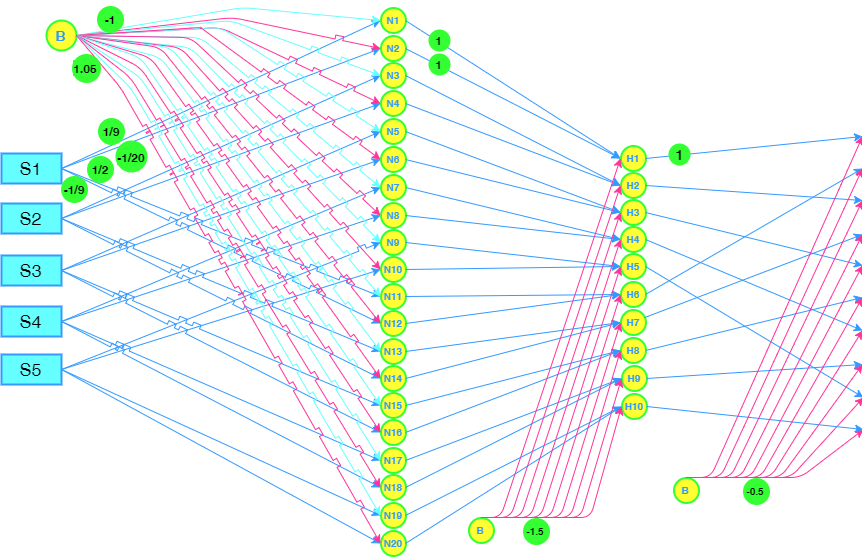 -1
B
1.05
1/9
-1/20
1/2
-1/9
S1
S2
S3
S4
S5
N1
N2
N3
N4
N5
N6
N7
N8
N9
N10
N11
N12
N13
N14
N15
N16
N17
N18
N19
N20
1
1
H1
H2
H3
H4
H5
H6
H7
H8
H9
H10
1
B
-1.5
B
-0.5